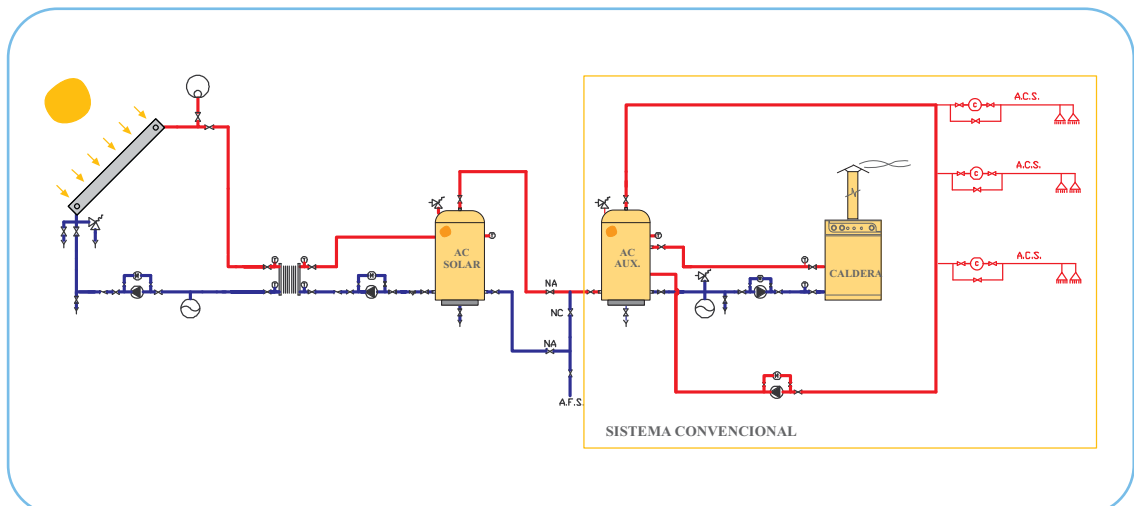 A.C.S.
C
A.C.S.
C
A.C.S.
C
AC
SOLAR
AC
AUX.
CALDERA
NA
NC
NA
A.F.S.
SISTEMA CONVENCIONAL